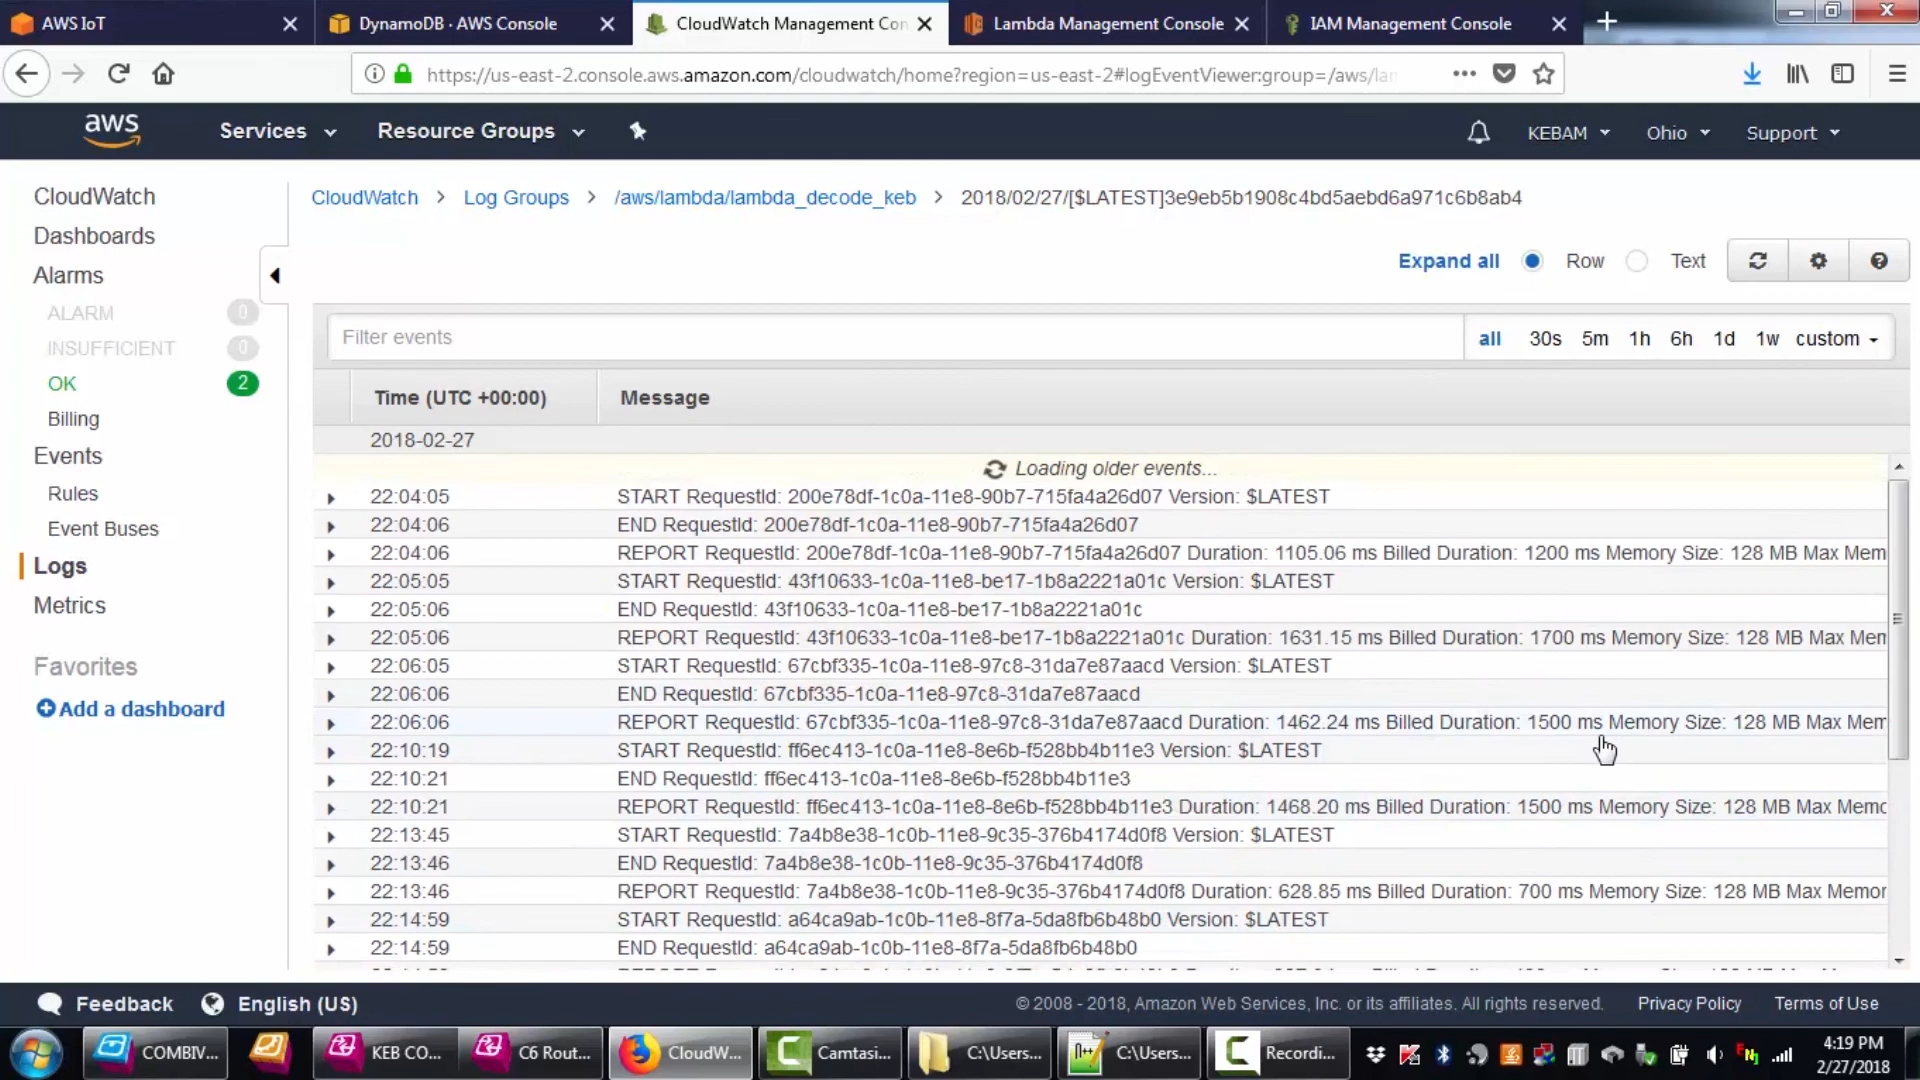 AWS IoT
DynamoDB · AWS Console
CloudWatch Management Con
Lambda Management Console
IAM Management Console
https://us-east-2.console.aws.amazon.com/cloudwatch/home?region=us-east-2#logEventViewer:group=/aws/lar
aws Services Resource Groups KEBAM Ohio Support
CloudWatch
Dashboards
Alarms
ALARM 0
INSUFFICIENT 0
OK 2
Billing
Events
Rules
Event Buses
Logs
Metrics
Favorites
Add a dashboard
CloudWatch > Log Groups > /aws/lambda/lambda_decode_keb > 2018/02/27/[$LATEST]3e9eb5b1908c4bd5aebd6a971c6b8ab4
Expand all Row Text
Filter events all 30s 5m 1h 6h 1d 1w custom
Time (UTC +00:00) Message
2018-02-27
Loading older events...
22:04:05 START RequestId: 200e78df-1c0a-11e8-90b7-715fa4a26d07 Version: $LATEST
22:04:06 END RequestId: 200e78df-1c0a-11e8-90b7-715fa4a26d07
22:04:06 REPORT RequestId: 200e78df-1c0a-11e8-90b7-715fa4a26d07 Duration: 1105.06 ms Billed Duration: 1200 ms Memory Size: 128 MB Max Mem
22:05:05 START RequestId: 43f10633-1c0a-11e8-be17-1b8a2221a01c Version: $LATEST
22:05:06 END RequestId: 43f10633-1c0a-11e8-be17-1b8a2221a01c
22:05:06 REPORT RequestId: 43f10633-1c0a-11e8-be17-1b8a2221a01c Duration: 1631.15 ms Billed Duration: 1700 ms Memory Size: 128 MB Max Mem
22:06:05 START RequestId: 67cbf335-1c0a-11e8-97c8-31da7e87aacd Version: $LATEST
22:06:06 END RequestId: 67cbf335-1c0a-11e8-97c8-31da7e87aacd
22:06:06 REPORT RequestId: 67cbf335-1c0a-11e8-97c8-31da7e87aacd Duration: 1462.24 ms Billed Duration: 1500 ms Memory Size: 128 MB Max Mem
22:10:19 START RequestId: ff6ec413-1c0a-11e8-8e6b-f528bb4b11e3 Version: $LATEST
22:10:21 END RequestId: ff6ec413-1c0a-11e8-8e6b-f528bb4b11e3
22:10:21 REPORT RequestId: ff6ec413-1c0a-11e8-8e6b-f528bb4b11e3 Duration: 1468.20 ms Billed Duration: 1500 ms Memory Size: 128 MB Max Memo
22:13:45 START RequestId: 7a4b8e38-1c0b-11e8-9c35-376b4174d0f8 Version: $LATEST
22:13:46 END RequestId: 7a4b8e38-1c0b-11e8-9c35-376b4174d0f8
22:13:46 REPORT RequestId: 7a4b8e38-1c0b-11e8-9c35-376b4174d0f8 Duration: 628.85 ms Billed Duration: 700 ms Memory Size: 128 MB Max Memor
22:14:59 START RequestId: a64ca9ab-1c0b-11e8-8f7a-5da8fb6b48b0 Version: $LATEST
22:14:59 END RequestId: a64ca9ab-1c0b-11e8-8f7a-5da8fb6b48b0
Feedback English (US) © 2008 - 2018, Amazon Web Services, Inc. or its affiliates. All rights reserved. Privacy Policy Terms of Use
COMBIV... KEB CO... C6 Rout... CloudW... Camtasi... C:\Users... C:\Users... Recordi...
4:19 PM
2/27/2018